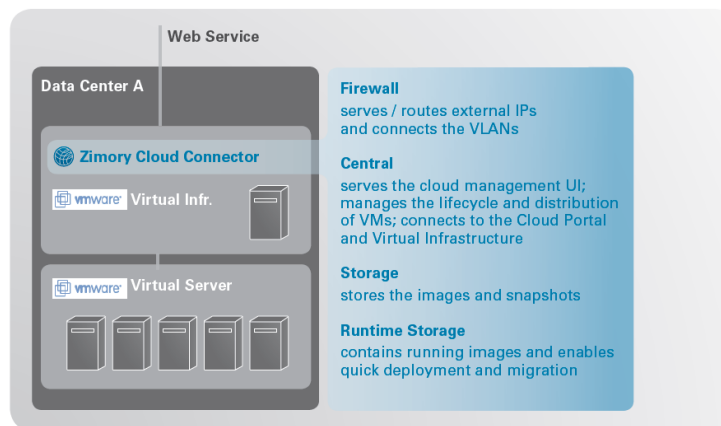 Web Service
Data Center A
Zimory Cloud Connector
vmware® Virtual Infr.
vmware® Virtual Server
Firewall
serves / routes external IPs
and connects the VLANs
Central
serves the cloud management UI;
manages the lifecycle and distribution
of VMs; connects to the Cloud Portal
and Virtual Infrastructure
Storage
stores the images and snapshots
Runtime Storage
contains running images and enables
quick deployment and migration